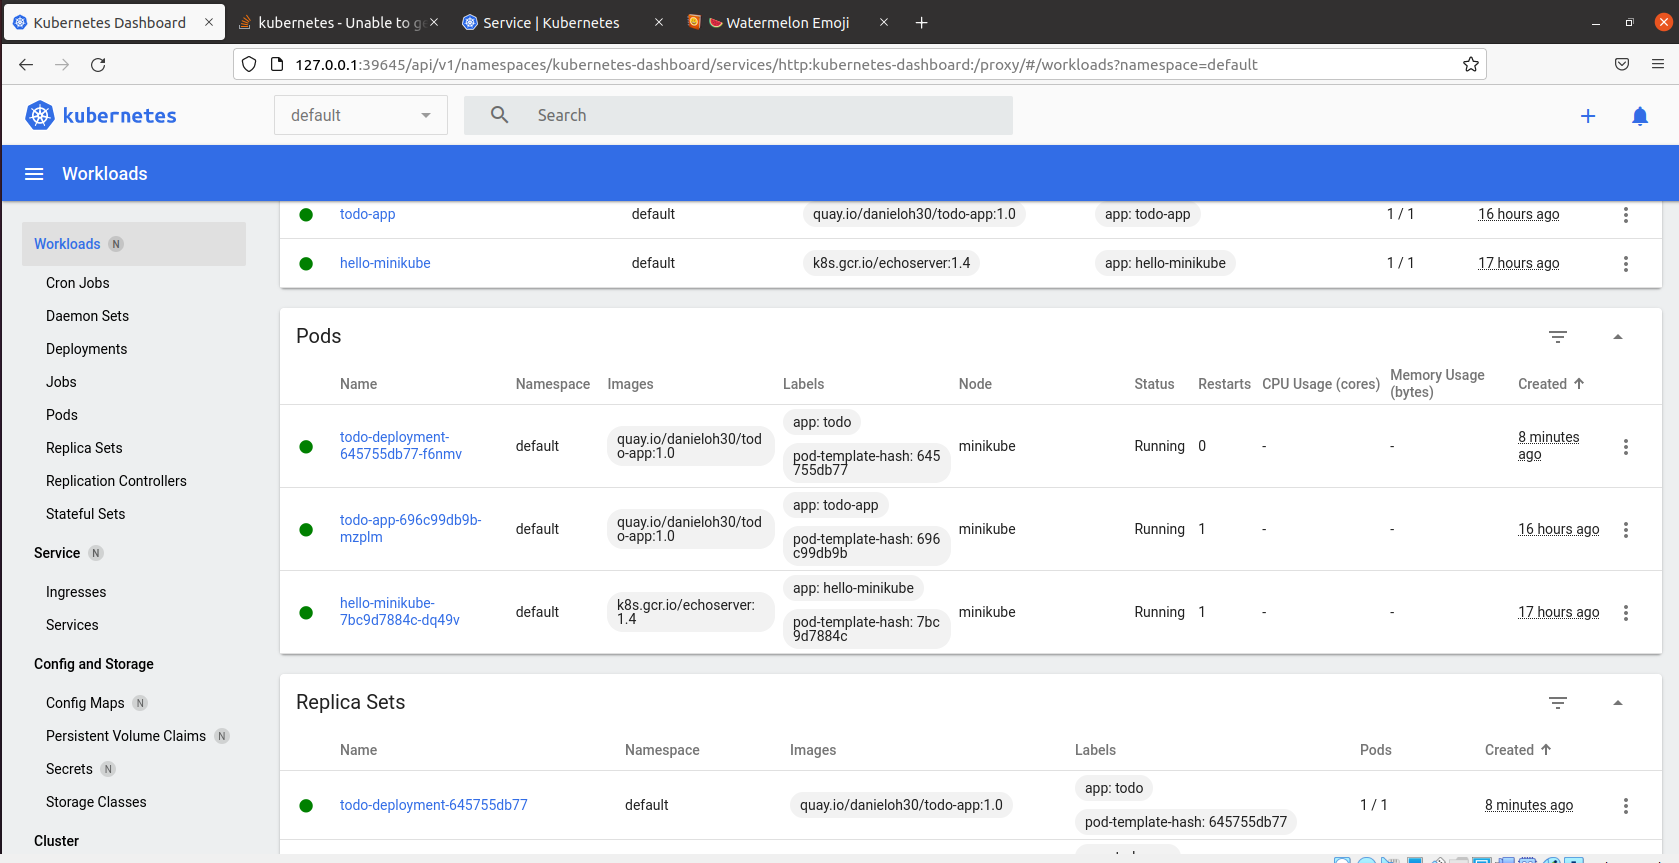 Kubernetes Dashboard
kubernetes - Unable to ge
Service | Kubernetes
Watermelon Emoji
127.0.0.1:39645/api/v1/namespaces/kubernetes-dashboard/services/http:kubernetes-dashboard:/proxy/#/workloads?namespace=default
kubernetes
default
Search
Workloads
Workloads N
Cron Jobs
Daemon Sets
Deployments
Jobs
Pods
Replica Sets
Replication Controllers
Stateful Sets
Service N
Ingresses
Services
Config and Storage
Config Maps N
Persistent Volume Claims N
Secrets N
Storage Classes
Cluster
todo-app default quay.io/danieloh30/todo-app:1.0 app: todo-app 1 / 1 16 hours ago
hello-minikube default k8s.gcr.io/echoserver:1.4 app: hello-minikube 1 / 1 17 hours ago
Pods
Name Namespace Images Labels Node Status Restarts CPU Usage (cores) Memory Usage (bytes) Created
todo-deployment-
645755db77-f6nmv
default
quay.io/danieloh30/tod
o-app:1.0
app: todo
pod-template-hash: 645
755db77
minikube
Running 0 - -
8 minutes
ago
todo-app-696c99db9b-
mzplm
default
quay.io/danieloh30/tod
o-app:1.0
app: todo-app
pod-template-hash: 696
c99db9b
minikube
Running 1 - -
16 hours ago
hello-minikube-
7bc9d7884c-dq49v
default
k8s.gcr.io/echoserver:
1.4
app: hello-minikube
pod-template-hash: 7bc
9d7884c
minikube
Running 1 - -
17 hours ago
Replica Sets
Name Namespace Images Labels Pods Created
todo-deployment-645755db77
default
quay.io/danieloh30/todo-app:1.0
app: todo
pod-template-hash: 645755db77
1 / 1
8 minutes ago